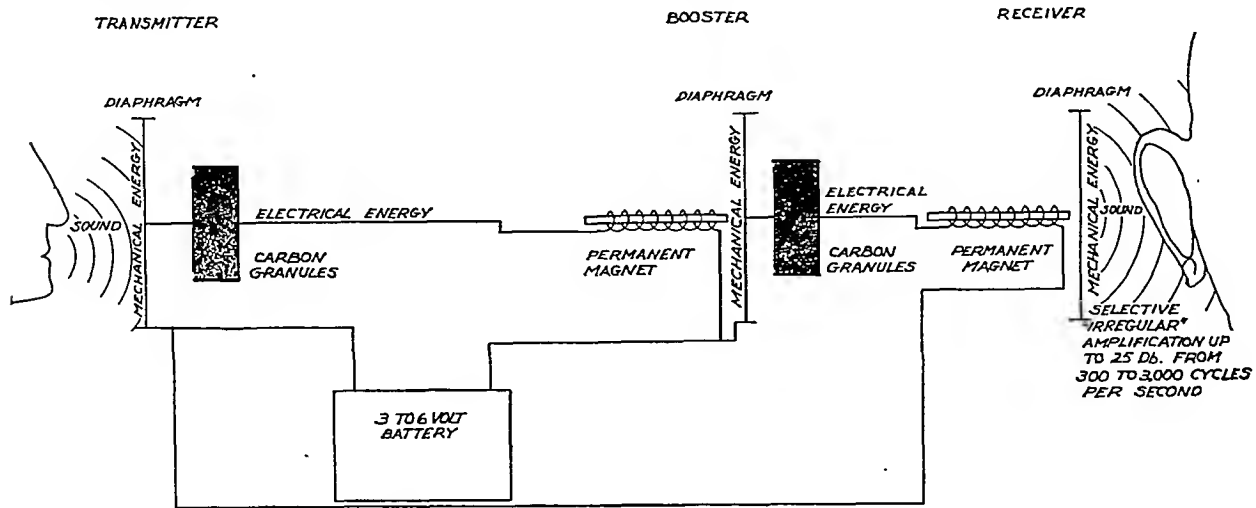 TRANSMITTER
BOOSTER
RECEIVER
DIAPHRAGM
DIAPHRAGM
DIAPHRAGM
SOUND
MECHANICAL ENERGY
ELECTRICAL ENERGY
CARBON
GRANULES
PERMANENT
MAGNET
MECHANICAL ENERGY
ELECTRICAL
ENERGY
CARBON
GRANULES
PERMANENT
MAGNET
MECHANICAL ENERGY
SOUND
SELECTIVE
"IRREGULAR"
AMPLIFICATION UP
TO 25 Db. FROM
300 TO 3,000 CYCLES
PER SECOND
3 TO 6 VOLT
BATTERY